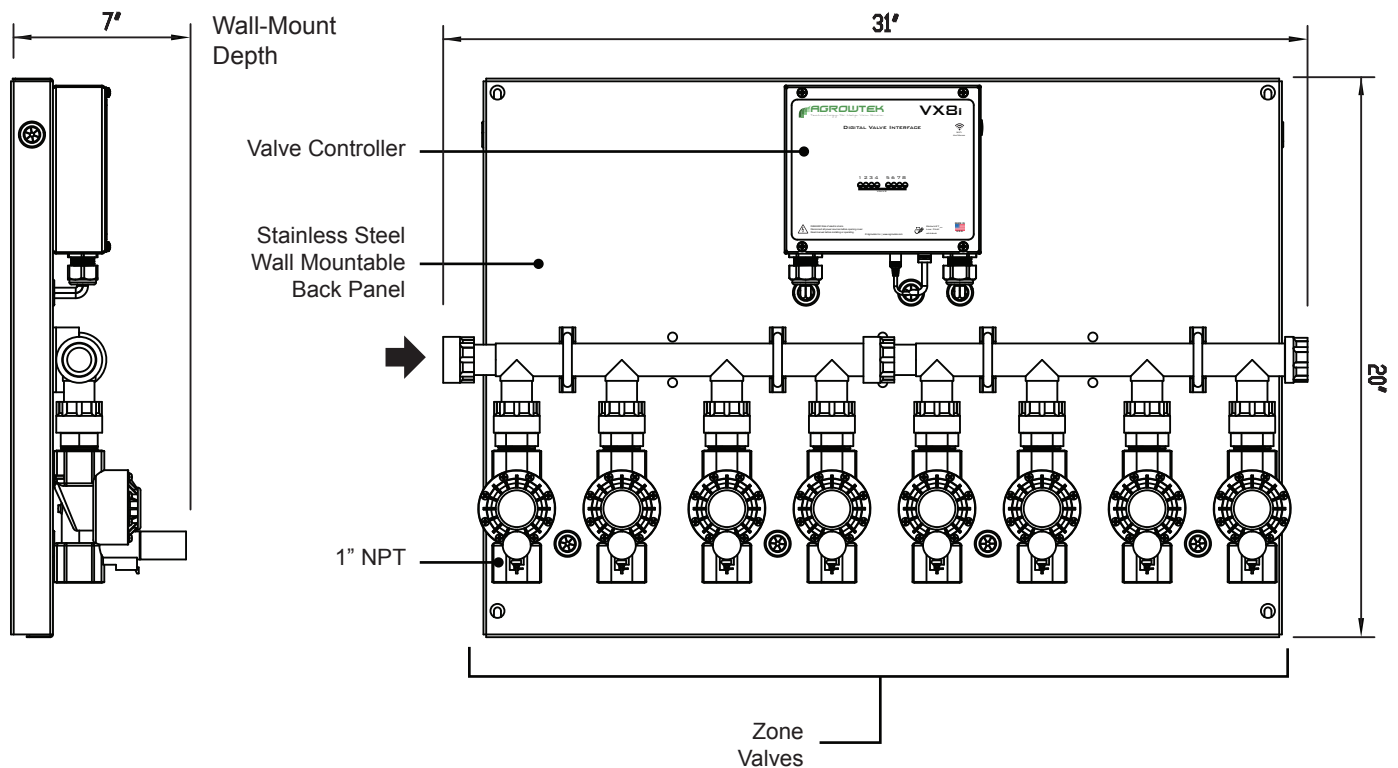 7"
Wall-Mount
Depth
31"
AGROWTEK
VX8i
DIGITAL VALVE INTERFACE
Valve Controller
1 2 3 4 5 6 7 8
Stainless Steel
Wall Mountable
Back Panel
20"
1” NPT
Zone
Valves